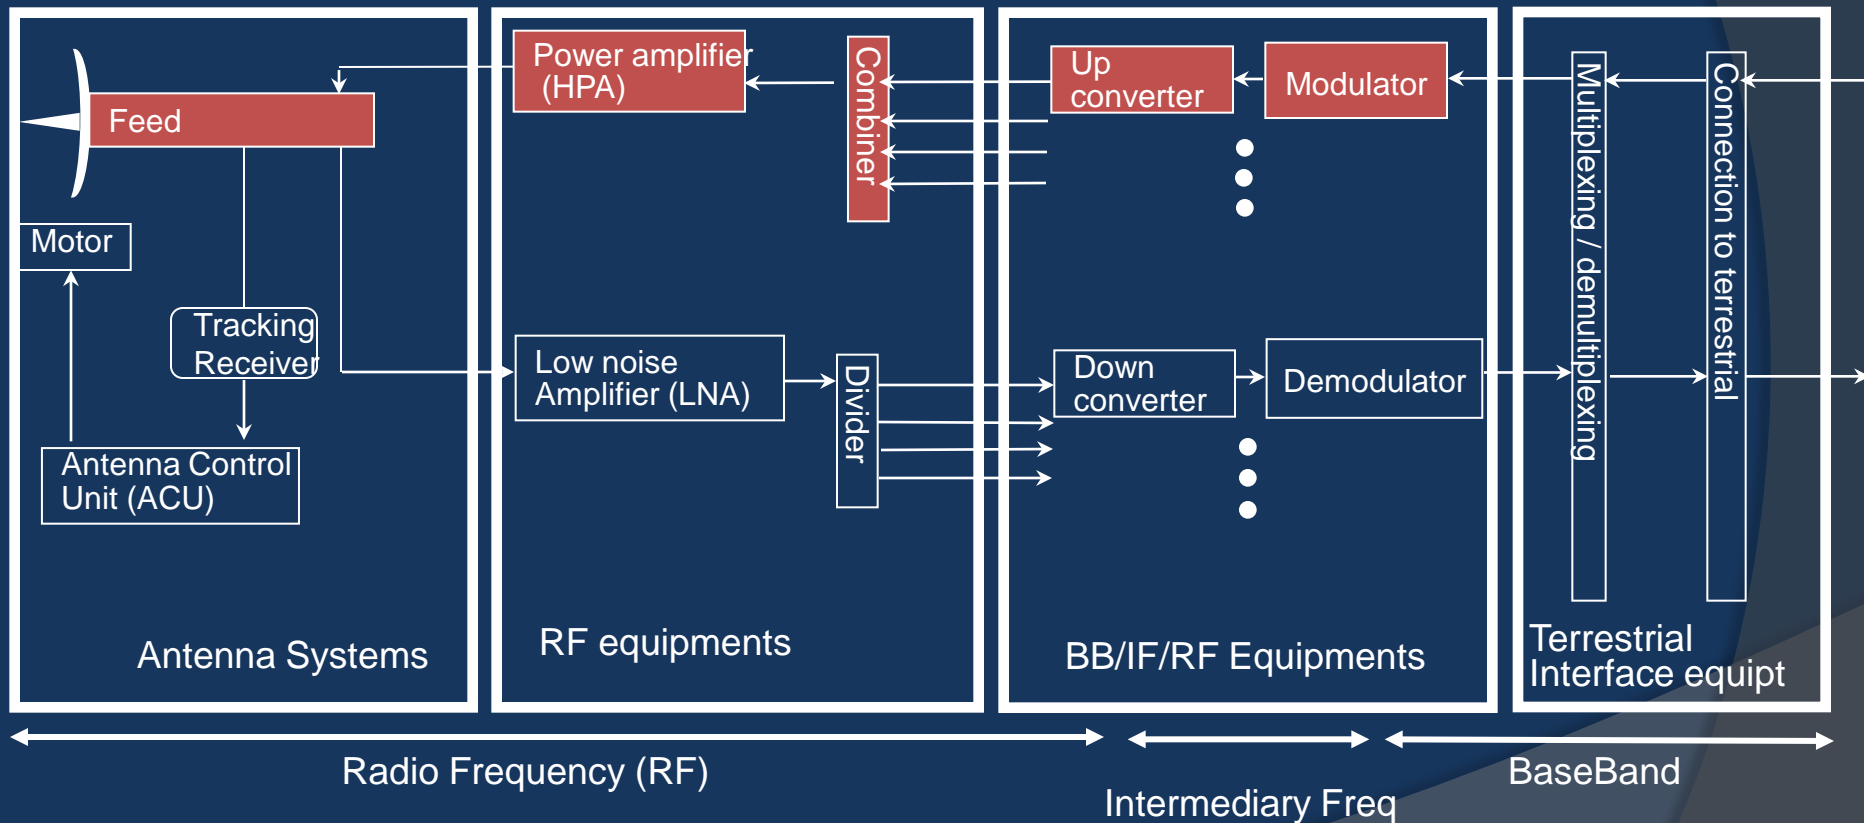 Power amplifier
(HPA)
Combiner
Up
converter
Modulator
Multiplexing / demultiplexing
Connection to terrestrial
Feed
Motor
Tracking
Receiver
Low noise
Amplifier (LNA)
Divider
Down
converter
Demodulator
Antenna Control
Unit (ACU)
Antenna Systems
RF equipments
BB/IF/RF Equipments
Terrestrial
Interface equipt
Radio Frequency (RF)
Intermediary Freq
BaseBand